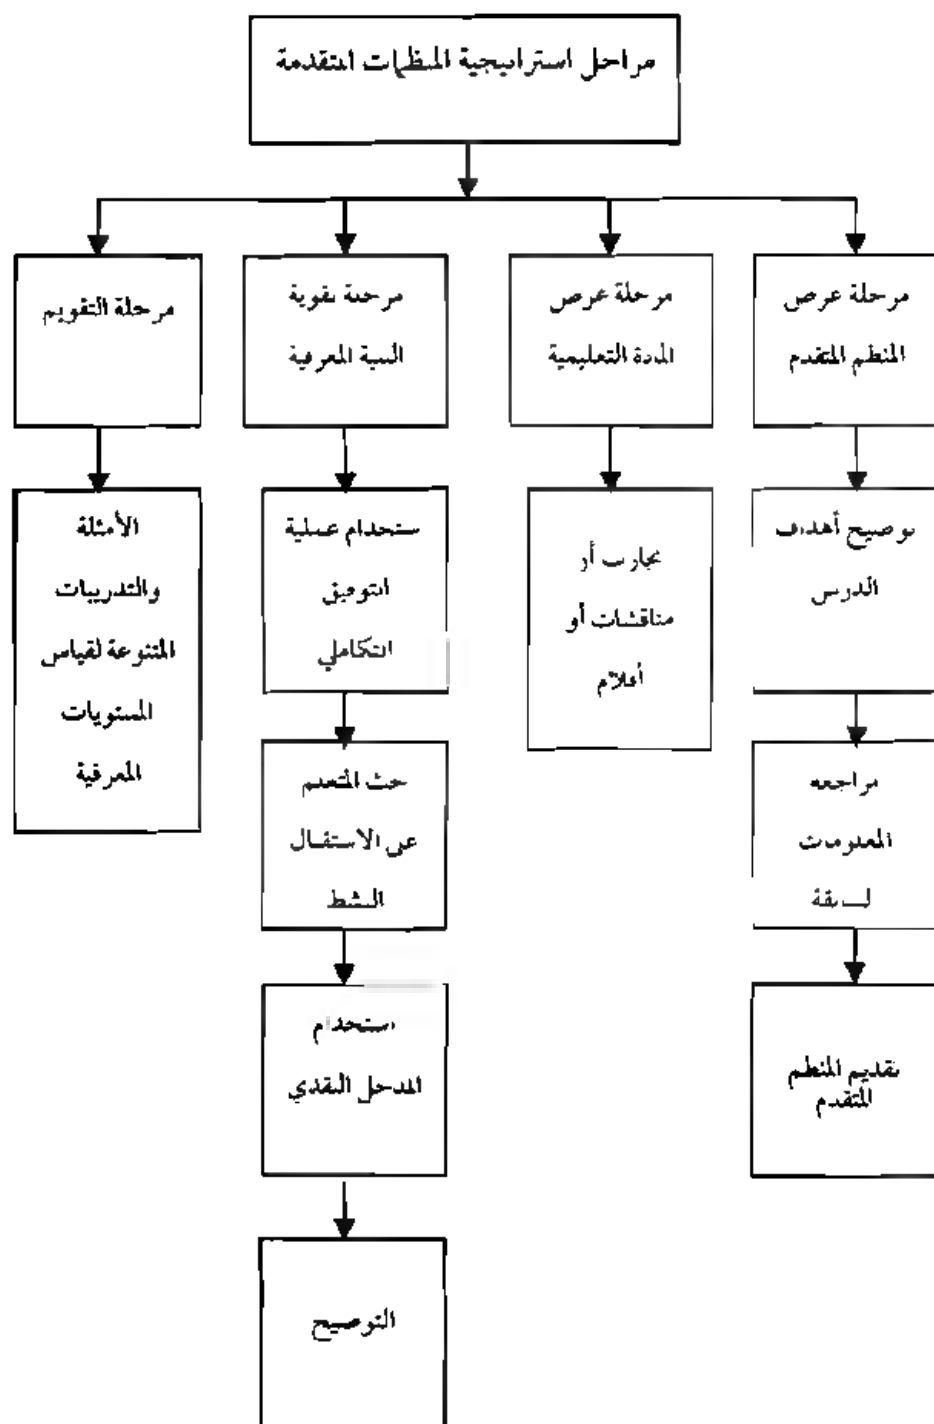 مراحل استراتيجية المنظمات المتقدمة
مرحلة عرض
المنظم المتقدم
مرحلة عرض
المادة التعليمية
مرحلة تقوية
البنية المعرفية
مرحلة التقويم
توضيح أهداف
الدرس
تجارب أو
مناقشات أو
أفلام
ستخدام عملية
التوفيق
التكاملي
الأمثلة
والتدريبات
المتنوعة لقياس
المستويات
المعرفية
مراجعة
المعلومات
لسابقة
حث المتعلم
على الاستقبال
النشط
تقديم المنظم
المتقدم
استخدام
المدخل النقدي
التوضيح